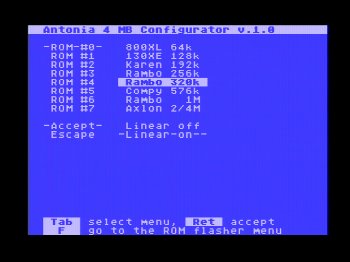 Antonia 4 MB Configurator v.1.0
-ROM-#0- 800XL 64k
ROM #1 130XE 128k
ROM #2 Karen 192k
ROM #3 Rambo 256k
ROM #4 Rambo 320k
ROM #5 Compy 576k
ROM #6 Rambo 1M
ROM #7 Axlon 2/4M
-Accept- Linear off
Escape -Linear-on--
Tab select menu, Ret accept
F go to the ROM flasher menu